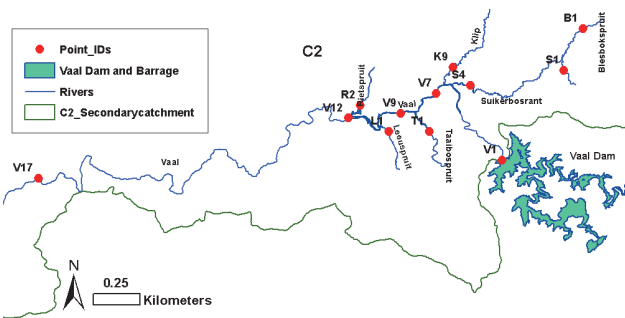 Point_IDs
Vaal Dam and Barrage
Rivers
C2_Secondarycatchment
C2
B1
S1
Blesbokspruit
Klip
K9
S4
Suikerbosrant
V7
V9
Vaal
R2
Rietspruit
V12
L1
Leeuspruit
T1
Taaibosspruit
V1
Vaal Dam
V17
Vaal
N
0.25
Kilometers